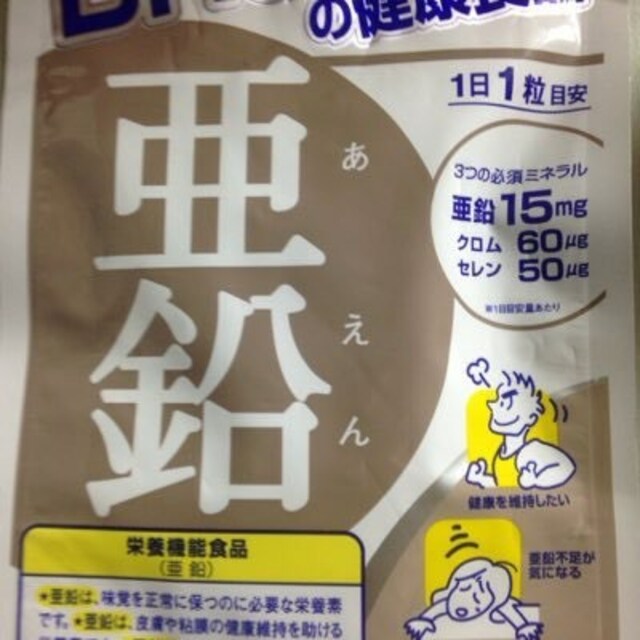 の健康食品
1日1粒目安
亜鉛
あえん
3つの必須ミネラル
亜鉛 15mg
クロム 60μg
セレン 50μg
※1日目安量あたり
健康を維持したい
亜鉛不足が
気になる
栄養機能食品
(亜鉛)
●亜鉛は、味覚を正常に保つのに必要な栄養素
です。●亜鉛は、皮膚や粘膜の健康維持を助ける